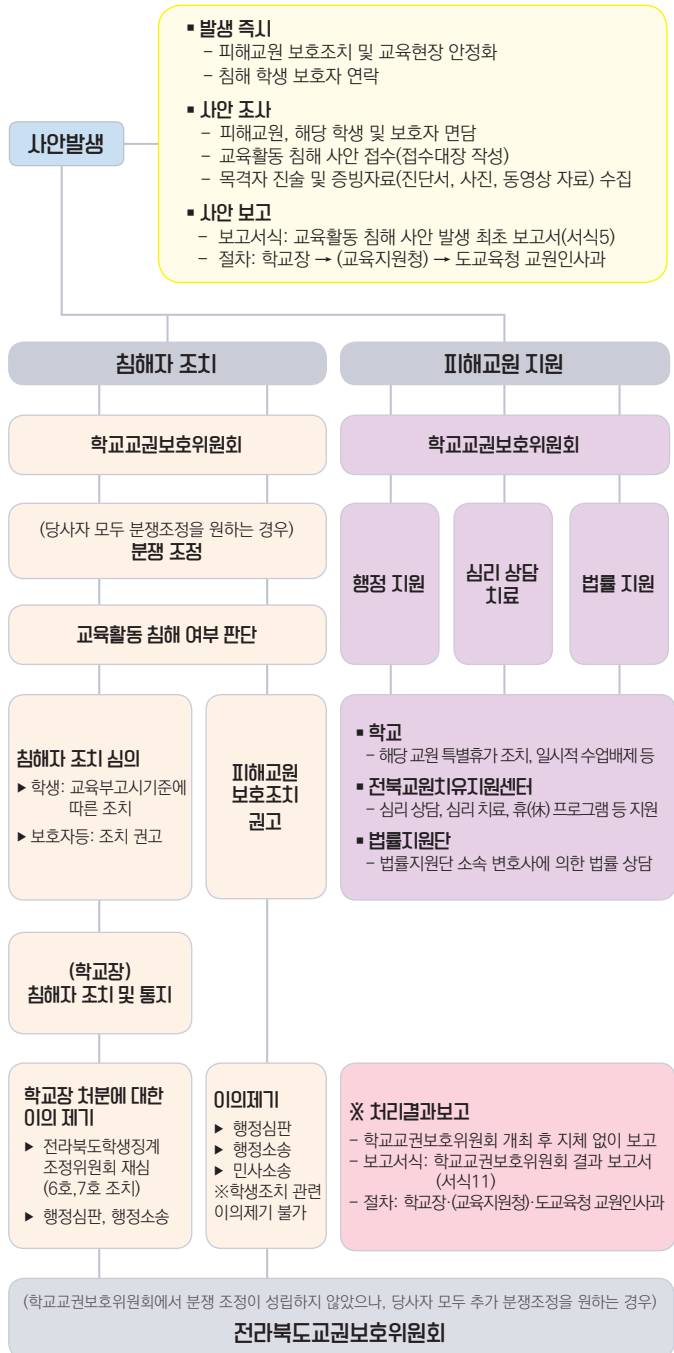 사안발생
▪ 발생 즉시
– 피해교원 보호조치 및 교육현장 안정화
– 침해 학생 보호자 연락
▪ 사안 조사
– 피해교원, 해당 학생 및 보호자 면담
– 교육활동 침해 사안 접수(접수대장 작성)
– 목격자 진술 및 증빙자료(진단서, 사진, 동영상 자료) 수집
▪ 사안 보고
– 보고서식: 교육활동 침해 사안 발생 최초 보고서(서식5)
– 절차: 학교장 → (교육지원청) → 도교육청 교원인사과
침해자 조치
학교교권보호위원회
(당사자 모두 분쟁조정을 원하는 경우)
분쟁 조정
교육활동 침해 여부 판단
침해자 조치 심의
▶ 학생: 교육부고시기준에
따른 조치
▶ 보호자등: 조치 권고
피해교원
보호조치
권고
(학교장)
침해자 조치 및 통지
학교장 처분에 대한
이의 제기
▶ 전라북도학생징계
조정위원회 재심
(6호,7호 조치)
▶ 행정심판, 행정소송
이의제기
▶ 행정심판
▶ 행정소송
▶ 민사소송
※학생조치 관련
이의제기 불가
피해교원 지원
학교교권보호위원회
행정 지원
심리 상담
치료
법률 지원
▪ 학교
– 해당 교원 특별휴가 조치, 일시적 수업배제 등
▪ 전북교원치유지원센터
– 심리 상담, 심리 치료, 휴(休) 프로그램 등 지원
▪ 법률지원단
– 법률지원단 소속 변호사에 의한 법률 상담
※ 처리결과보고
– 학교교권보호위원회 개최 후 지체 없이 보고
– 보고서식: 학교교권보호위원회 결과 보고서
(서식11)
– 절차: 학교장·(교육지원청)·도교육청 교원인사과
(학교교권보호위원회에서 분쟁 조정이 성립하지 않았으나, 당사자 모두 추가 분쟁조정을 원하는 경우)
전라북도교권보호위원회